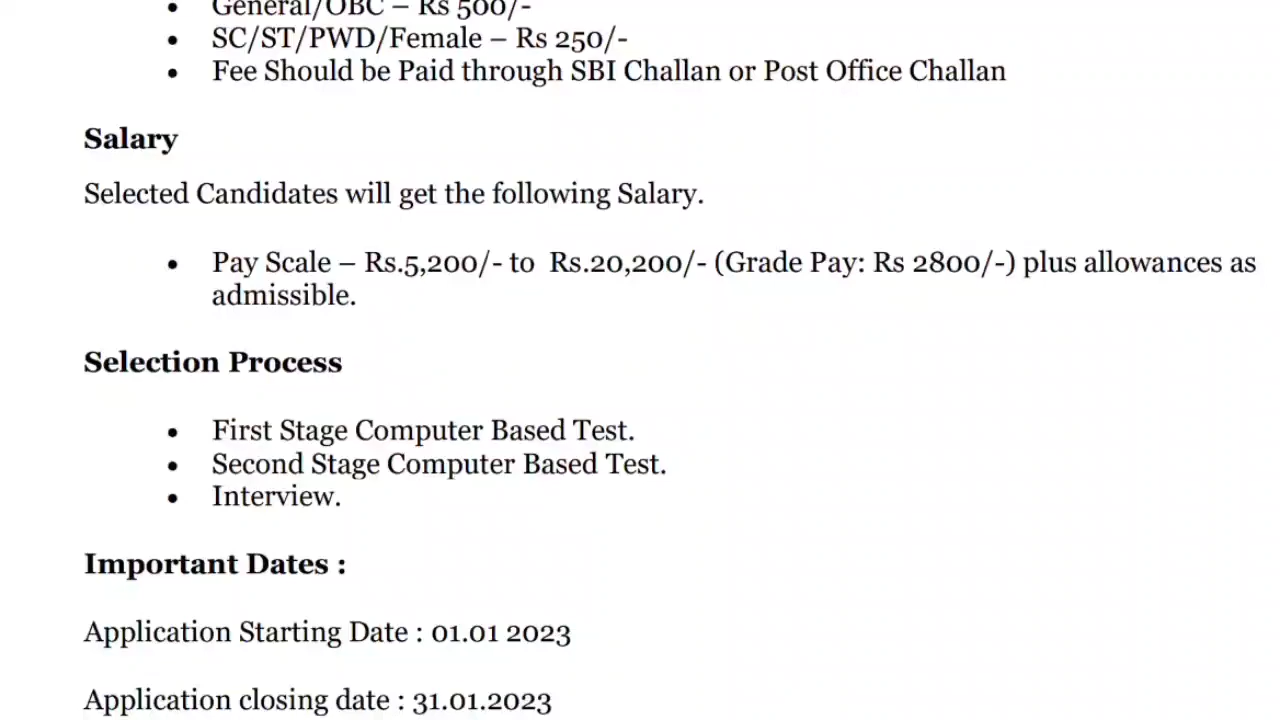 General/OBC – Rs 500/-
SC/ST/PWD/Female – Rs 250/-
Fee Should be Paid through SBI Challan or Post Office Challan
Salary
Selected Candidates will get the following Salary.
Pay Scale – Rs.5,200/- to  Rs.20,200/- (Grade Pay: Rs 2800/-) plus allowances as
admissible.
Selection Process
First Stage Computer Based Test.
Second Stage Computer Based Test.
Interview.
Important Dates :
Application Starting Date : 01.01 2023
Application closing date : 31.01.2023